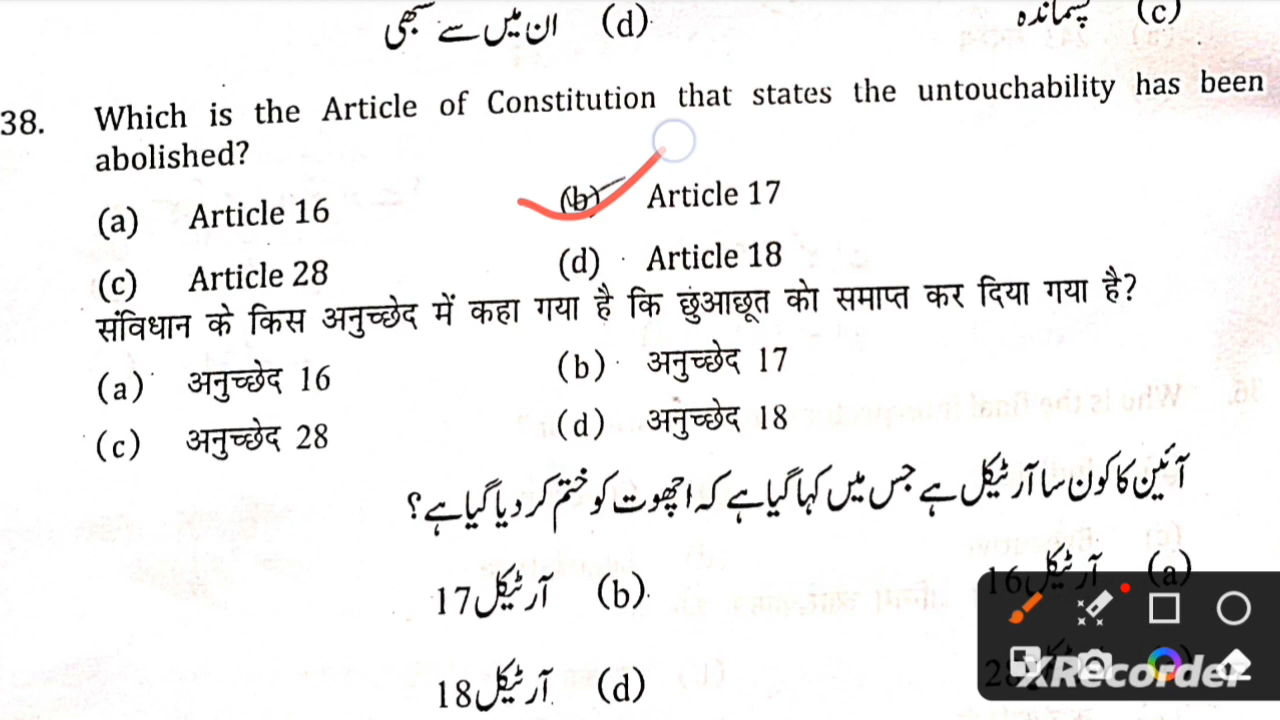 (c) پسماندہ
(d) ان میں سے سبھی
38. Which is the Article of Constitution that states the untouchability has been
abolished?
(a) Article 16 (b) Article 17
(c) Article 28 (d) Article 18
संविधान के किस अनुच्छेद में कहा गया है कि छुंआछूत को समाप्त कर दिया गया है?
(a) अनुच्छेद 16 (b) अनुच्छेद 17
(c) अनुच्छेद 28 (d) अनुच्छेद 18
آئین کا کون سا آرٹیکل ہے جس میں کہا گیا ہے کہ اچھوت کو ختم کر دیا گیا ہے؟
(a) آرٹیکل 16 (b) آرٹیکل 17
28 (d) آرٹیکل 18
XRecorder